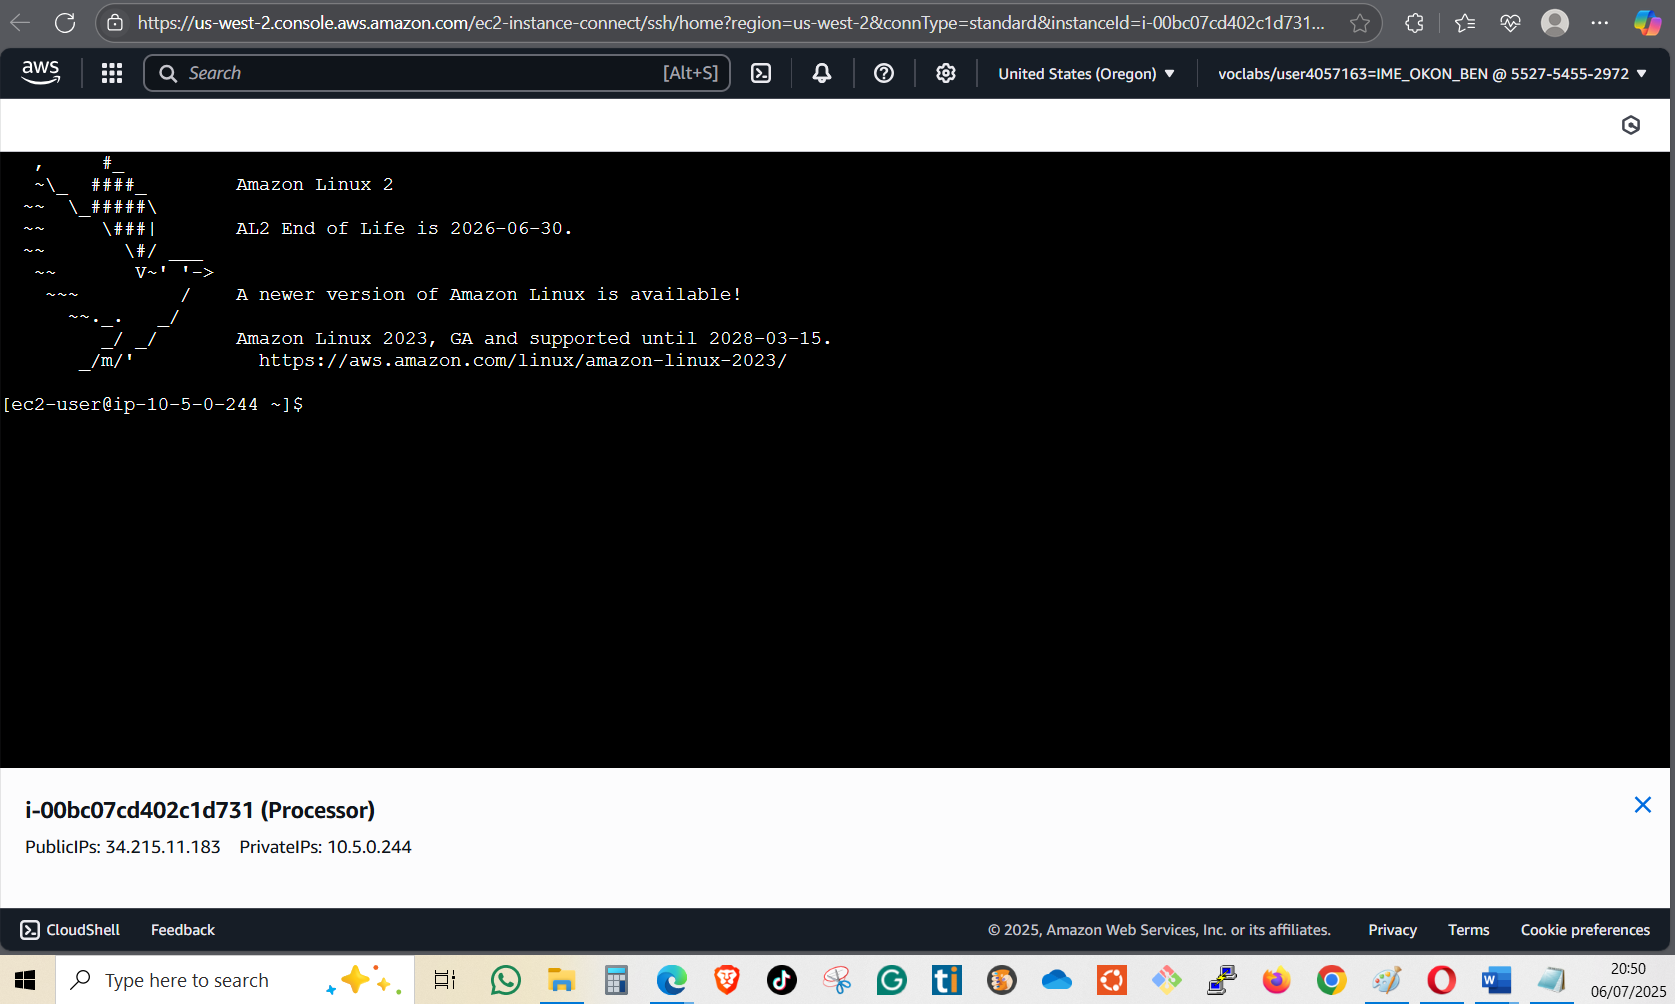 https://us-west-2.console.aws.amazon.com/ec2-instance-connect/ssh/home?region=us-west-2&connType=standard&instanceId=i-00bc07cd402c1d731...
aws
Search
[Alt+S]
United States (Oregon)
voclabs/user4057163=IME_OKON_BEN @ 5527-5455-2972
   ,     #_
   ~\_  ####_        Amazon Linux 2
  ~~  \_#####\
  ~~     \###|       AL2 End of Life is 2026-06-30.
  ~~       \#/ ___
   ~~       V~' '->
    ~~~         /    A newer version of Amazon Linux is available!
      ~~._.   _/
         _/ _/       Amazon Linux 2023, GA and supported until 2028-03-15.
       _/m/'           https://aws.amazon.com/linux/amazon-linux-2023/
[ec2-user@ip-10-5-0-244 ~]$
i-00bc07cd402c1d731 (Processor)
PublicIPs: 34.215.11.183 PrivateIPs: 10.5.0.244
CloudShell
Feedback
© 2025, Amazon Web Services, Inc. or its affiliates.
Privacy
Terms
Cookie preferences
Type here to search
20:50
06/07/2025